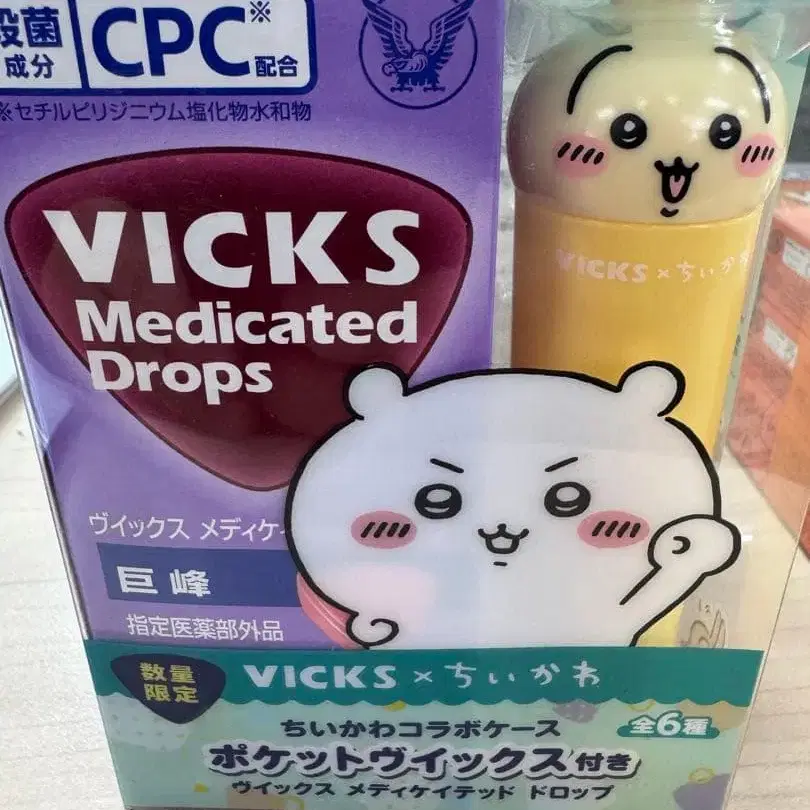 殺菌
成分
CPC※
配合
※セチルピリジニウム塩化物水和物
VICKS
Medicated
Drops
VICKS×ちいかわ
ヴイックス メディケイ
巨峰
指定医薬部外品
数量
限定
VICKS×ちいかわ
ちいかわコラボケース
全6種
ポケットヴイックス付き
ヴイックス メディケイテッド ドロップ